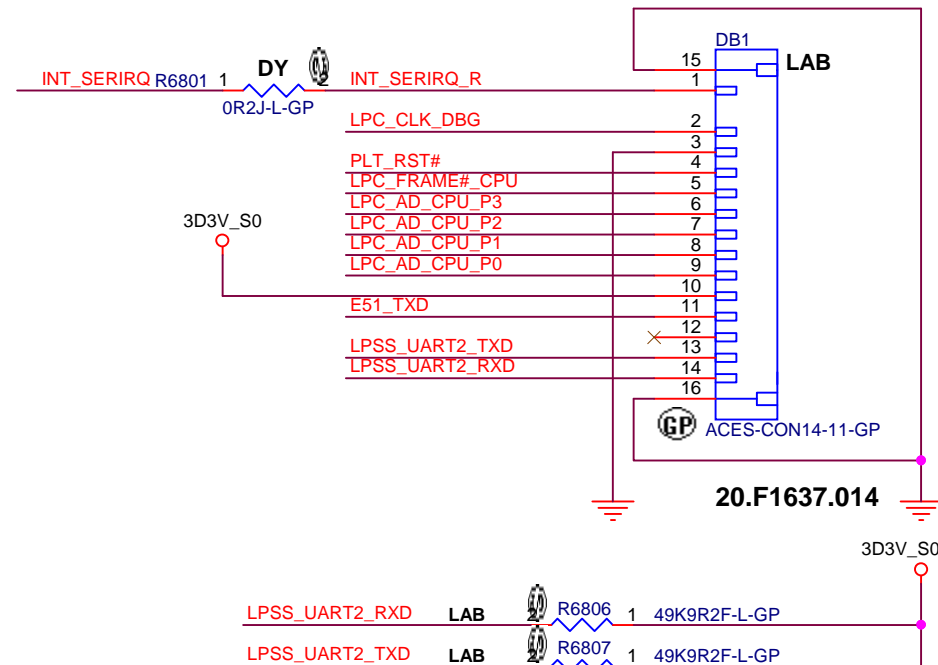 DB1
15 LAB
INT_SERIRQ R6801 1 DY 2 INT_SERIRQ_R 1
0R2J-L-GP
LPC_CLK_DBG 2
3
PLT_RST# 4
LPC_FRAME#_CPU 5
LPC_AD_CPU_P3 6
3D3V_S0
LPC_AD_CPU_P2 7
LPC_AD_CPU_P1 8
LPC_AD_CPU_P0 9
10
E51_TXD 11
12
LPSS_UART2_TXD 13
LPSS_UART2_RXD 14
16
GP ACES-CON14-11-GP
20.F1637.014
3D3V_S0
LPSS_UART2_RXD LAB 2 R6806 1 49K9R2F-L-GP
LPSS_UART2_TXD LAB 2 R6807 1 49K9R2F-L-GP